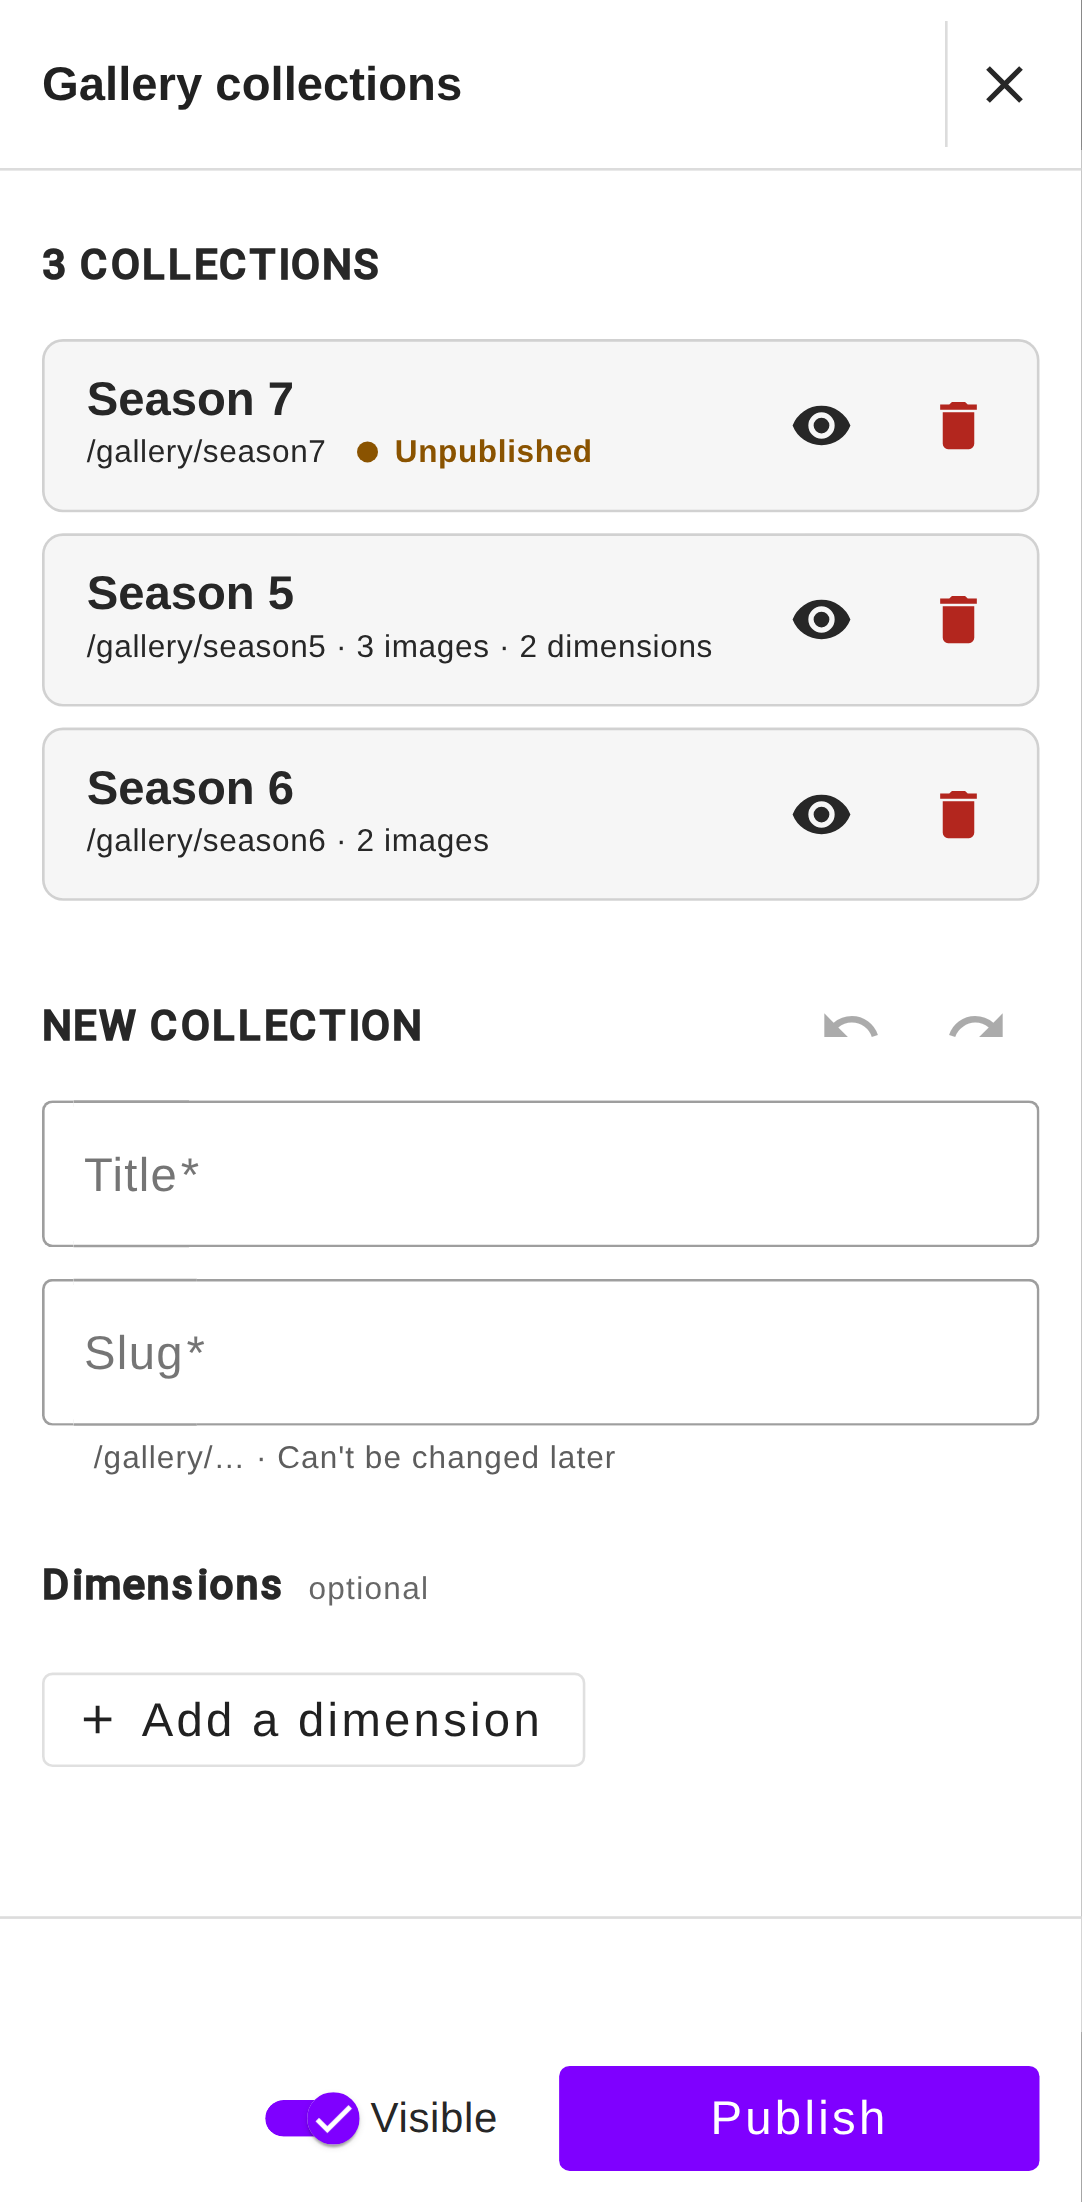 Gallery collections
3 COLLECTIONS
Season 7
/gallery/season7 ● Unpublished
Season 5
/gallery/season5 · 3 images · 2 dimensions
Season 6
/gallery/season6 · 2 images
NEW COLLECTION
Title*
Slug*
/gallery/… · Can't be changed later
Dimensions optional
+ Add a dimension
Visible
Publish